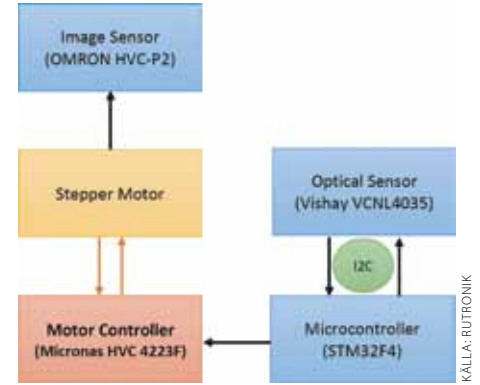 Image Sensor
(OMRON HVC-P2)
Stepper Motor
Optical Sensor
(Vishay VCNL4035)
I2C
Motor Controller
(Micronas HVC 4223F)
Microcontroller
(STM32F4)
KÄLLA: RUTRONIK